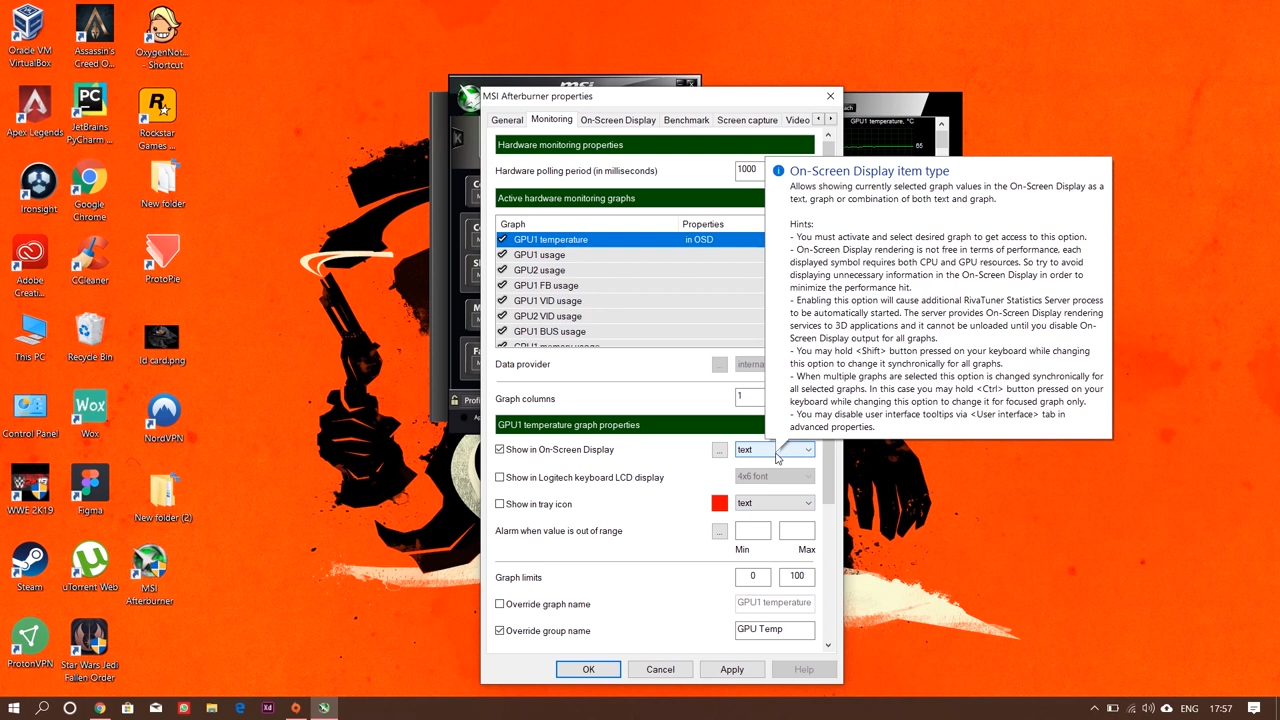 Oracle VM
VirtualBox
Assassin's
Creed O...
OxygenNot...
- Shortcut
Apex Legends
JetBrains
PyCharm ...
Rockstar
Games ...
Ironsight
Google
Chrome
New folder
Adobe
Creati...
CCleaner
ProtoPie
This PC
Recycle Bin
Id card.png
Control Panel
Wox
NordVPN
WWE 2K19
Figma
New folder (2)
Steam
uTorrent Web
MSI
Afterburner
ProtonVPN
Star Wars Jedi
Fallen Order
MSI Afterburner properties
General
Monitoring
On-Screen Display
Benchmark
Screen capture
Video
Hardware monitoring properties
Hardware polling period (in milliseconds)
1000
Active hardware monitoring graphs
Graph
Properties
GPU1 temperature
in OSD
GPU1 usage
GPU2 usage
GPU1 FB usage
GPU1 VID usage
GPU2 VID usage
GPU1 BUS usage
GPU1 memory usage
Data provider
...
interna
Graph columns
1
GPU1 temperature graph properties
Show in On-Screen Display
...
text
Show in Logitech keyboard LCD display
4x6 font
Show in tray icon
text
Alarm when value is out of range
...
Min
Max
Graph limits
0
100
Override graph name
GPU1 temperature
Override group name
GPU Temp
OK
Cancel
Apply
Help
ach
GPU1 temperature, °C
65
On-Screen Display item type
Allows showing currently selected graph values in the On-Screen Display as a
text, graph or combination of both text and graph.
Hints:
- You must activate and select desired graph to get access to this option.
- On-Screen Display rendering is not free in terms of performance, each
displayed symbol requires both CPU and GPU resources. So try to avoid
displaying unnecessary information in the On-Screen Display in order to
minimize the performance hit.
- Enabling this option will cause additional RivaTuner Statistics Server process
to be automatically started. The server provides On-Screen Display rendering
services to 3D applications and it cannot be unloaded until you disable On-
Screen Display output for all graphs.
- You may hold <Shift> button pressed on your keyboard while changing
this option to change it synchronically for all graphs.
- When multiple graphs are selected this option is changed synchronically for
all selected graphs. In this case you may hold <Ctrl> button pressed on your
keyboard while changing this option to change it for focused graph only.
- You may disable user interface tooltips via <User interface> tab in
advanced properties.
Profi
17:57